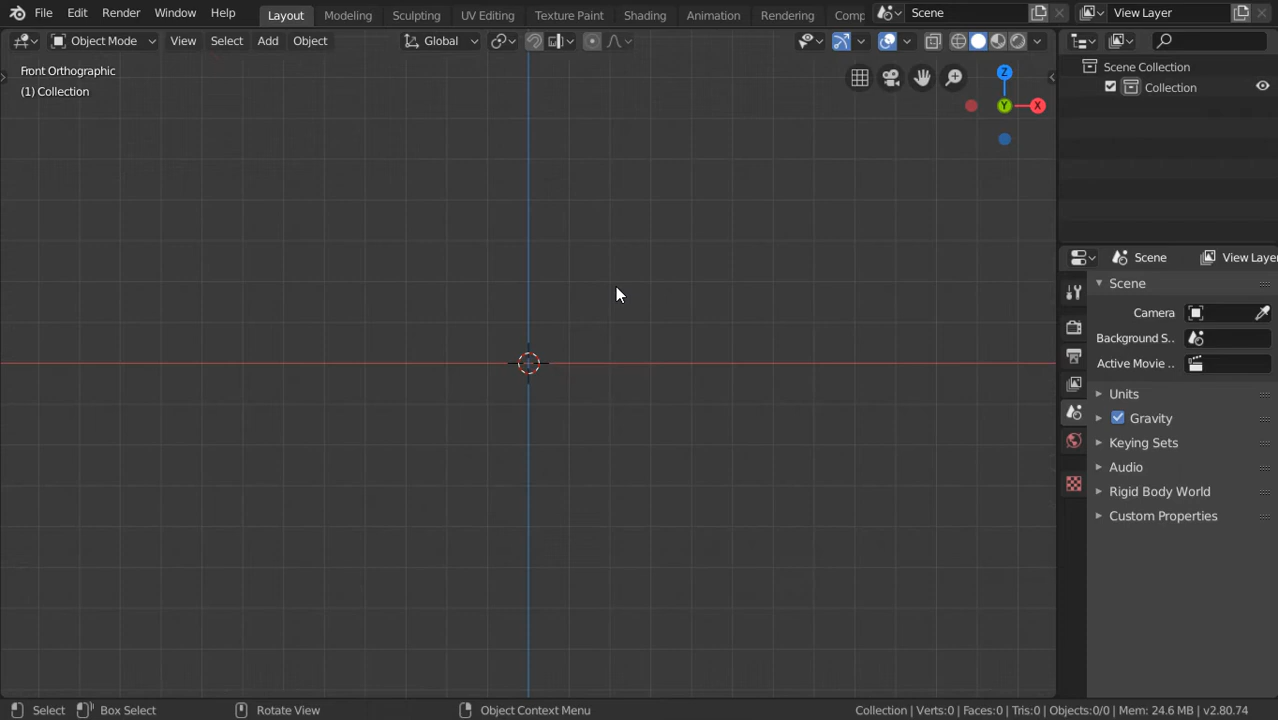 File Edit Render Window Help Layout Modeling Sculpting UV Editing Texture Paint Shading Animation Rendering Comp Scene View Layer
Object Mode View Select Add Object Global
Front Orthographic
(1) Collection
Z
Y
X
Scene Collection
Collection
Scene View Layer
Scene
Camera
Background S..
Active Movie ..
Units
Gravity
Keying Sets
Audio
Rigid Body World
Custom Properties
Select Box Select Rotate View Object Context Menu Collection | Verts:0 | Faces:0 | Tris:0 | Objects:0/0 | Mem: 24.6 MB | v2.80.74